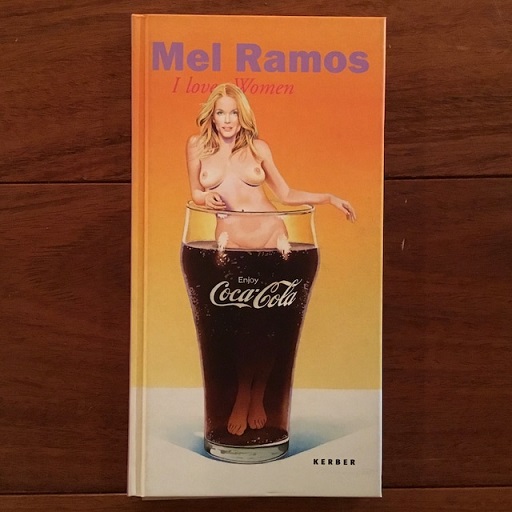 Mel Ramos
I love Women
Enjoy
Coca-Cola
KERBER